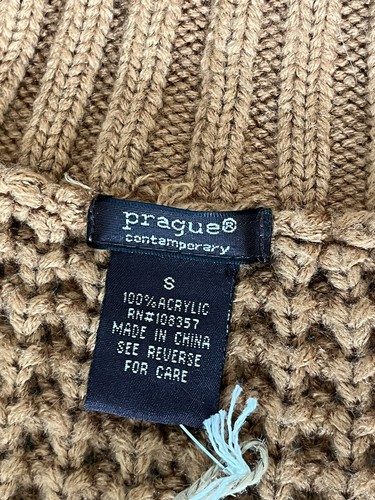 prague®
contemporary
S
100% ACRYLIC
RN#108357
MADE IN CHINA
SEE REVERSE
FOR CARE